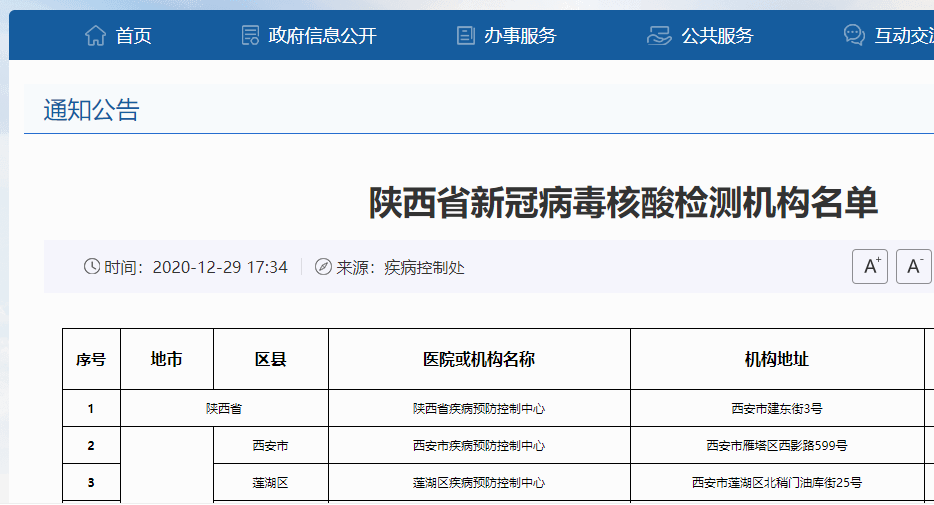 首页 政府信息公开 办事服务 公共服务 互动交
通知公告
陕西省新冠病毒核酸检测机构名单
时间：2020-12-29 17:34 来源：疾病控制处 A+ A-
序号 地市 区县 医院或机构名称 机构地址
1 陕西省 陕西省疾病预防控制中心 西安市建东街3号
2 西安市 西安市疾病预防控制中心 西安市雁塔区西影路599号
3 莲湖区 莲湖区疾病预防控制中心 西安市莲湖区北稍门油库街25号